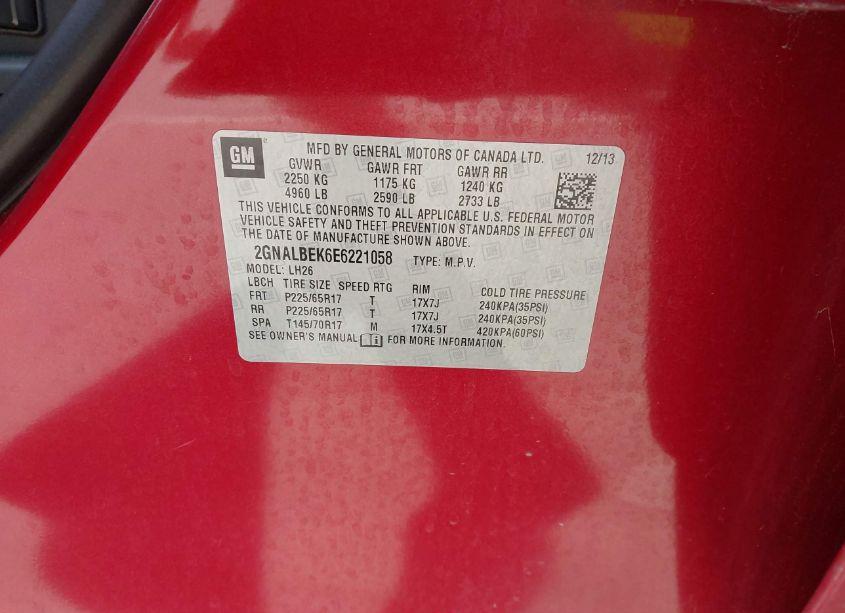 GM MFD BY GENERAL MOTORS OF CANADA LTD. 12/13
GVWR GAWR FRT GAWR RR
2250 KG 1175 KG 1240 KG
4960 LB 2590 LB 2733 LB
THIS VEHICLE CONFORMS TO ALL APPLICABLE U.S. FEDERAL MOTOR
VEHICLE SAFETY AND THEFT PREVENTION STANDARDS IN EFFECT ON
THE DATE OF MANUFACTURE SHOWN ABOVE.
2GNALBEK6E6221058 TYPE: M.P.V.
MODEL: LH26
LBCH TIRE SIZE SPEED RTG RIM COLD TIRE PRESSURE
FRT P225/65R17 T 17X7J 240KPA(35PSI)
RR P225/65R17 T 17X7J 240KPA(35PSI)
SPA T145/70R17 M 17X4.5T 420KPA(60PSI)
SEE OWNER'S MANUAL FOR MORE INFORMATION.